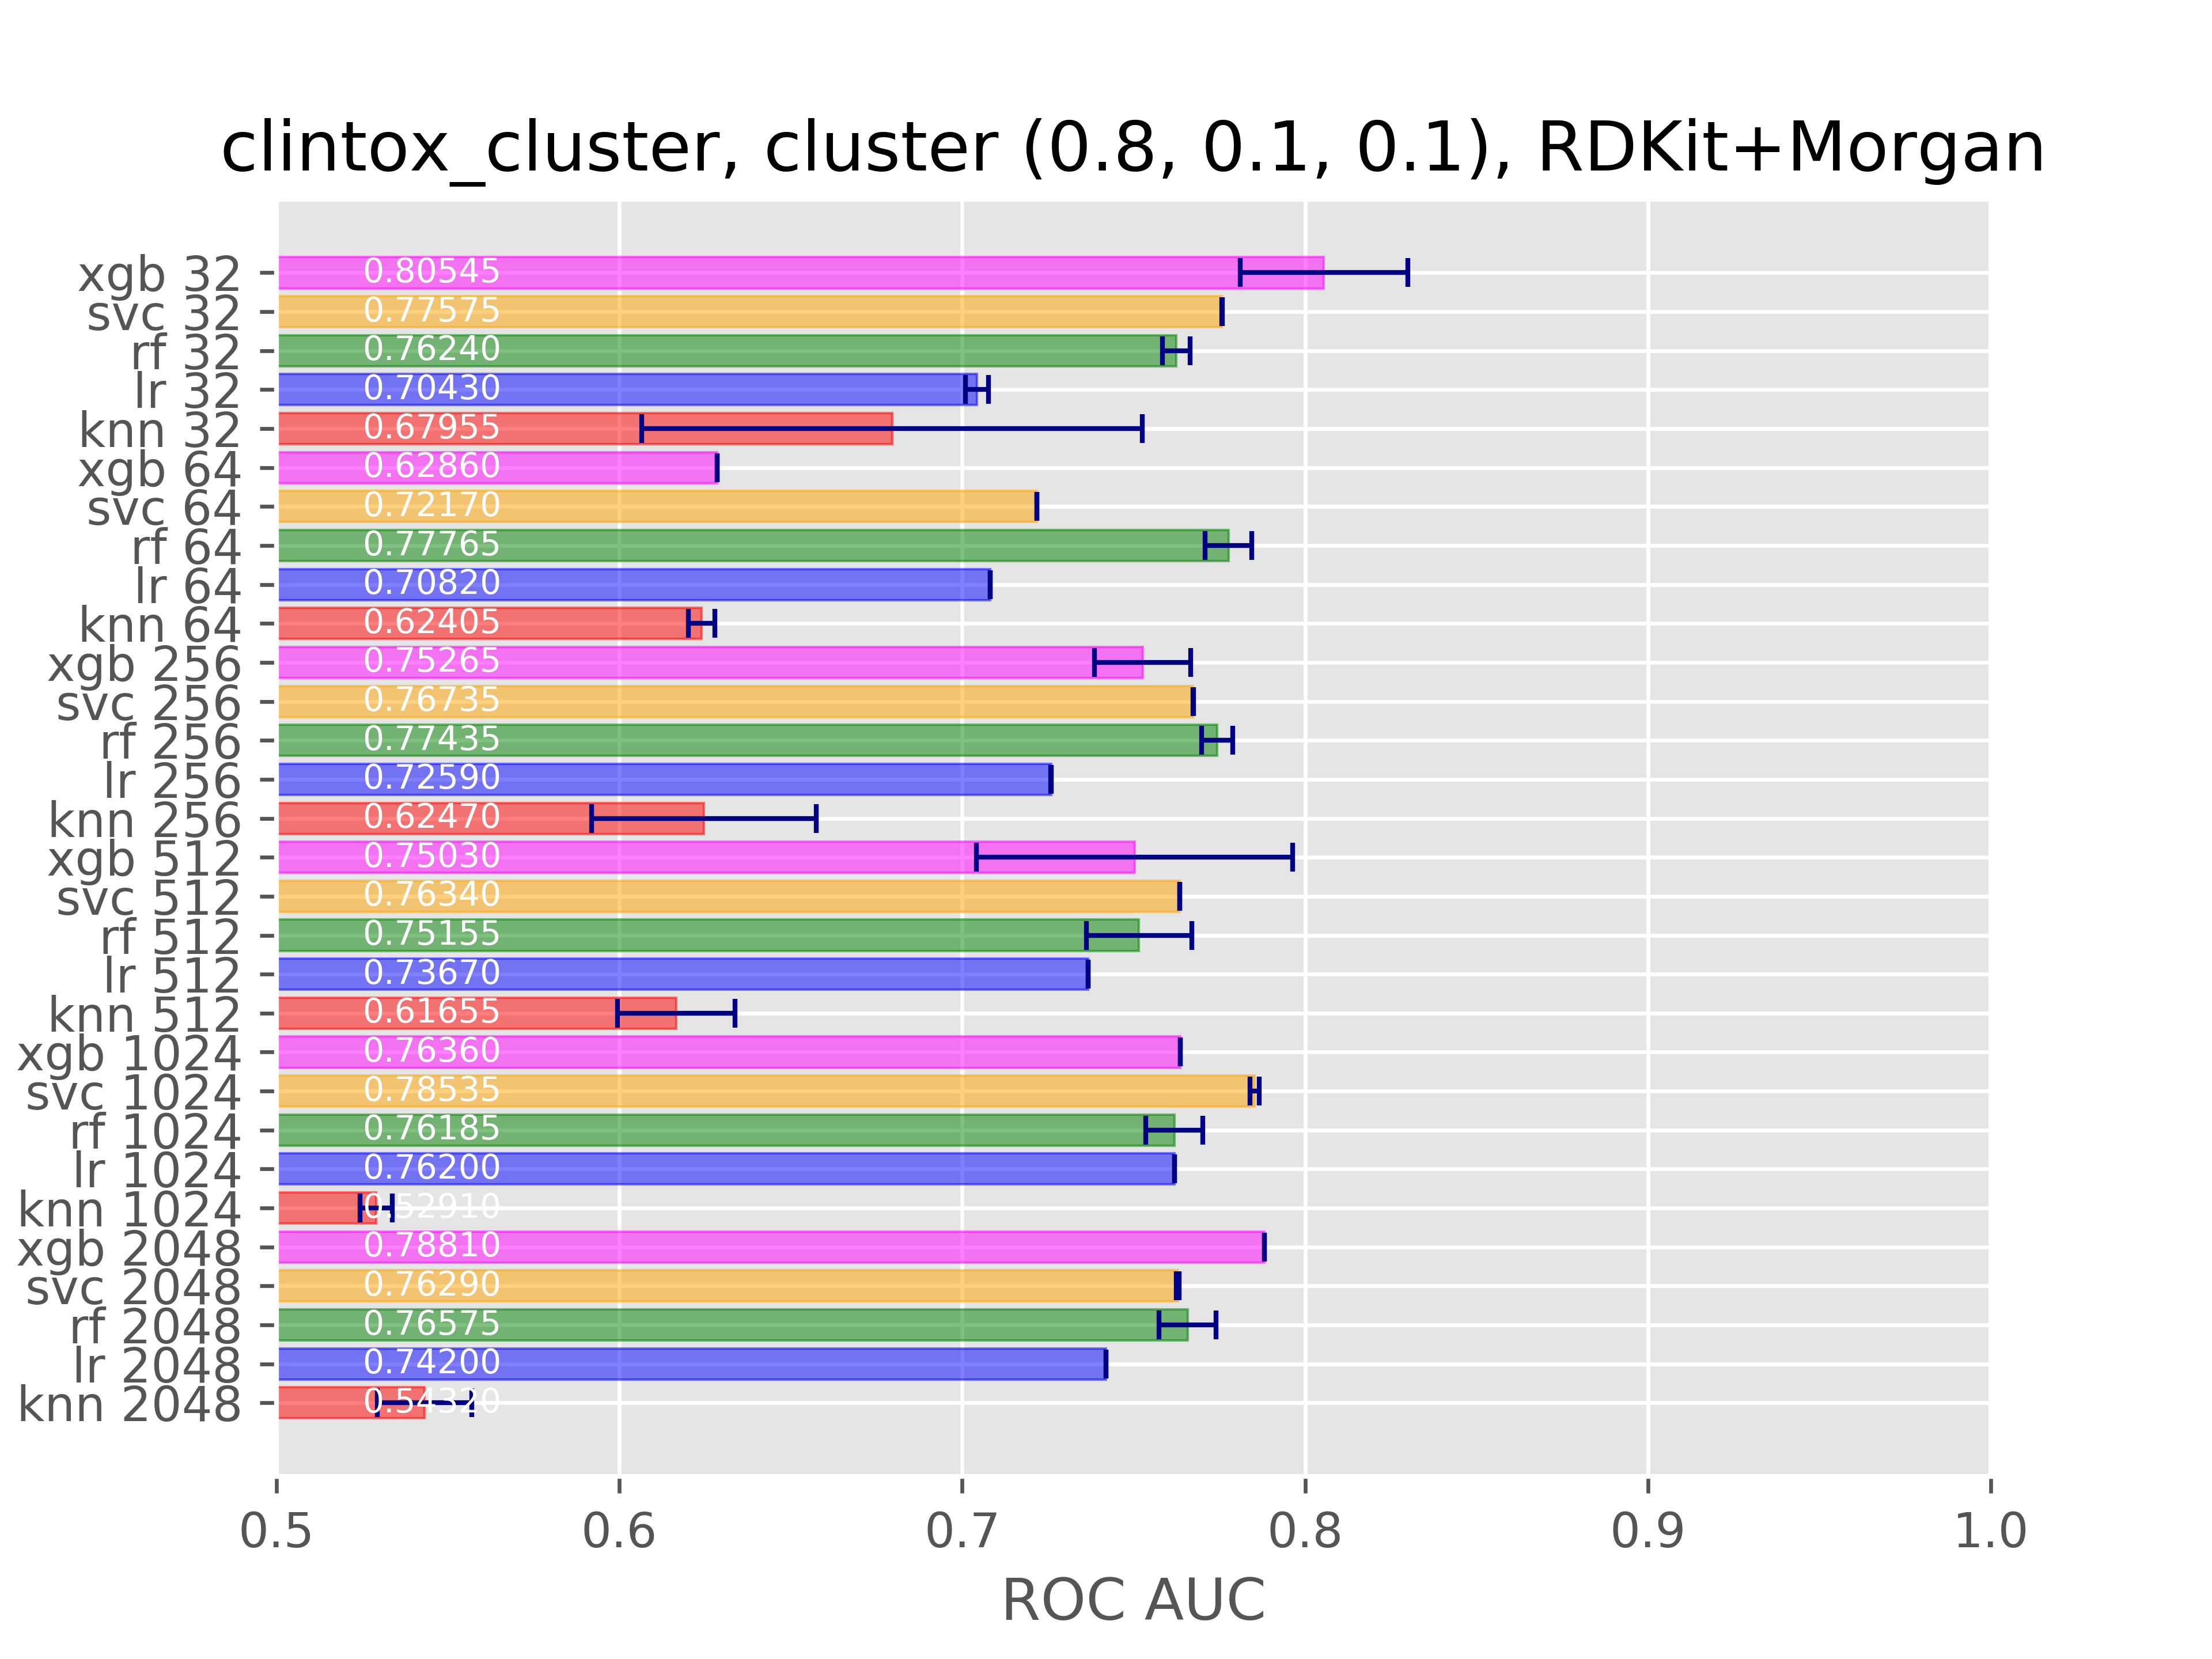 clintox_cluster, cluster (0.8, 0.1, 0.1), RDKit+Morgan
xgb 32 0.80545
svc 32 0.77575
rf 32 0.76240
lr 32 0.70430
knn 32 0.67955
xgb 64 0.62860
svc 64 0.72170
rf 64 0.77765
lr 64 0.70820
knn 64 0.62405
xgb 256 0.75265
svc 256 0.76735
rf 256 0.77435
lr 256 0.72590
knn 256 0.62470
xgb 512 0.75030
svc 512 0.76340
rf 512 0.75155
lr 512 0.73670
knn 512 0.61655
xgb 1024 0.76360
svc 1024 0.78535
rf 1024 0.76185
lr 1024 0.76200
knn 1024 0.52910
xgb 2048 0.78810
svc 2048 0.76290
rf 2048 0.76575
lr 2048 0.74200
knn 2048 0.54320
0.5 0.6 0.7 0.8 0.9 1.0
ROC AUC